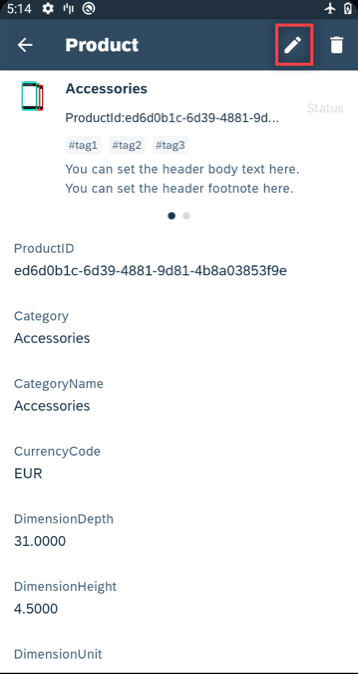 5:14
Product
Accessories
ProductId:ed6d0b1c-6d39-4881-9d...
Status
#tag1 #tag2 #tag3
You can set the header body text here.
You can set the header footnote here.
ProductID
ed6d0b1c-6d39-4881-9d81-4b8a03853f9e
Category
Accessories
CategoryName
Accessories
CurrencyCode
EUR
DimensionDepth
31.0000
DimensionHeight
4.5000
DimensionUnit